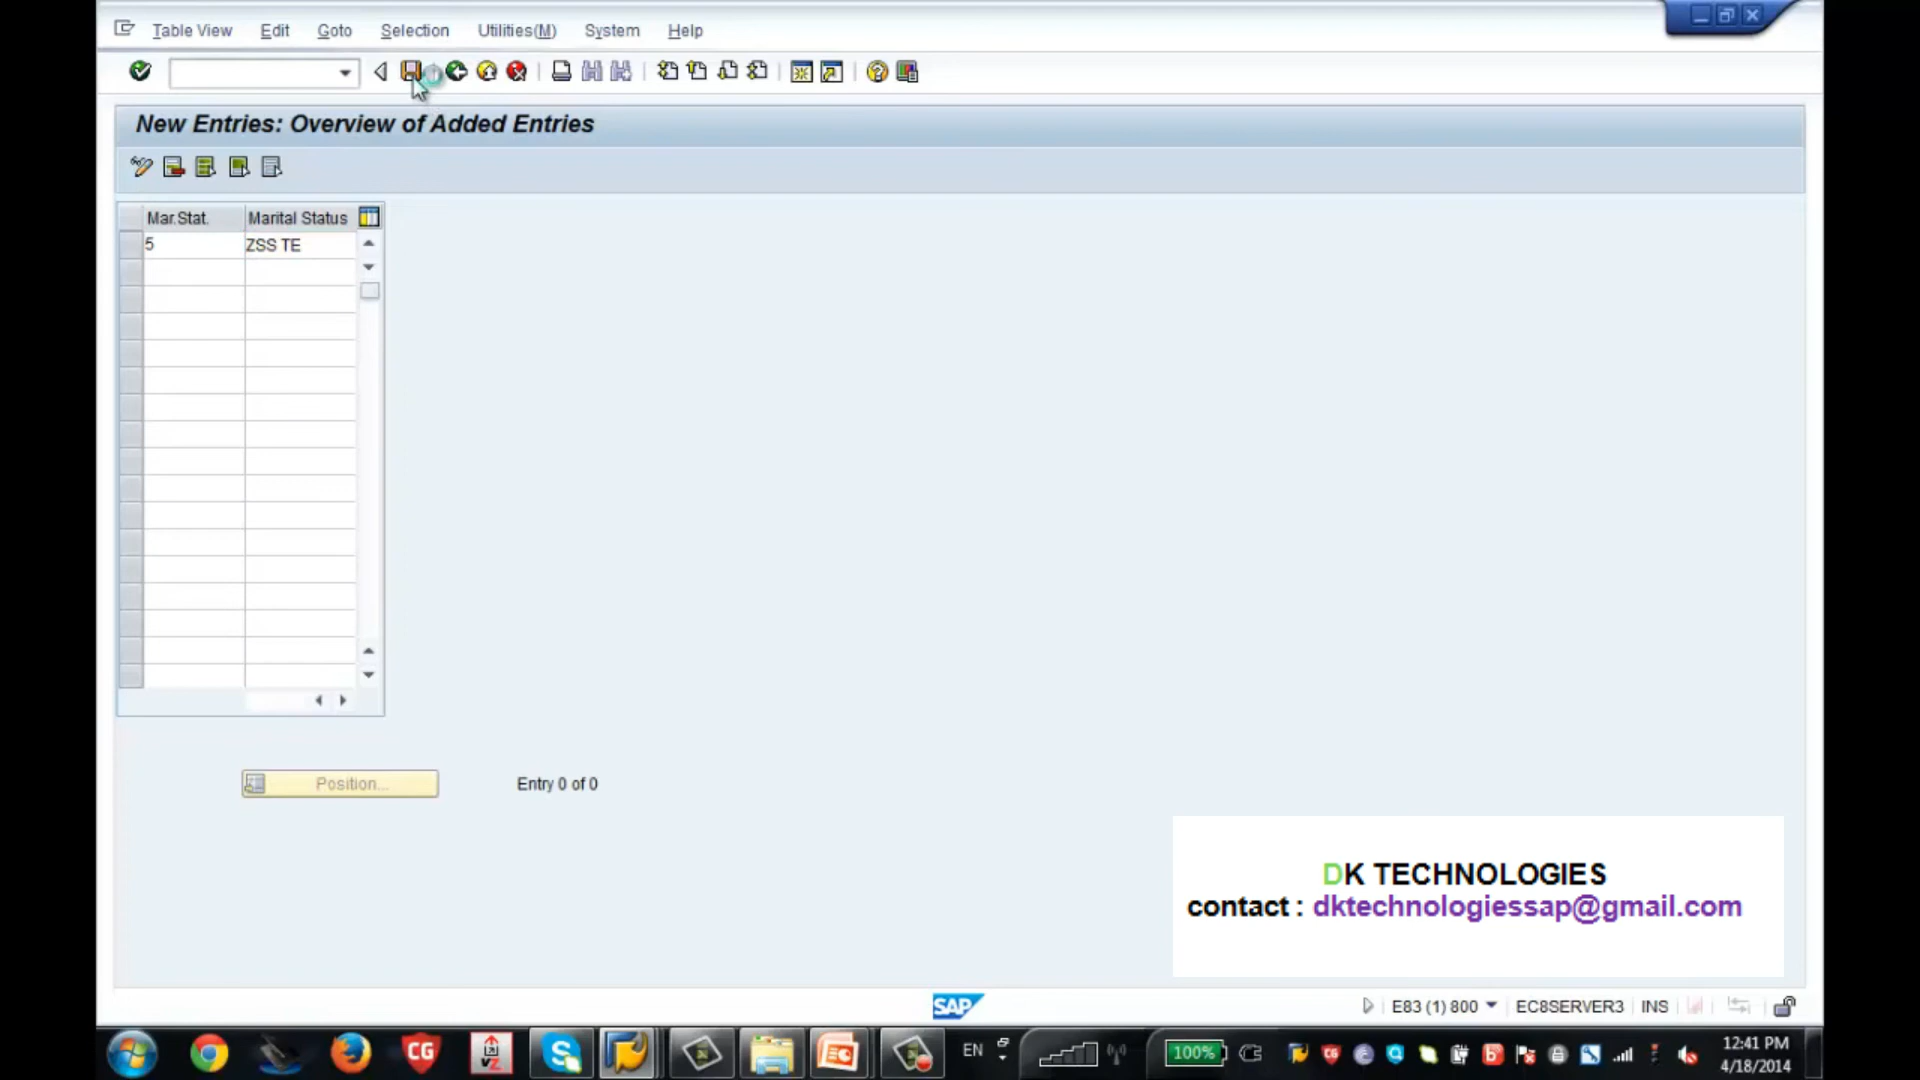 Table View Edit Goto Selection Utilities(M) System Help
New Entries: Overview of Added Entries
Mar.Stat. Marital Status
5 ZSS TE
Position... Entry 0 of 0
DK TECHNOLOGIES
contact : dktechnologiessap@gmail.com
SAP E83 (1) 800 EC8SERVER3 INS
CG EN 100% 12:41 PM
4/18/2014